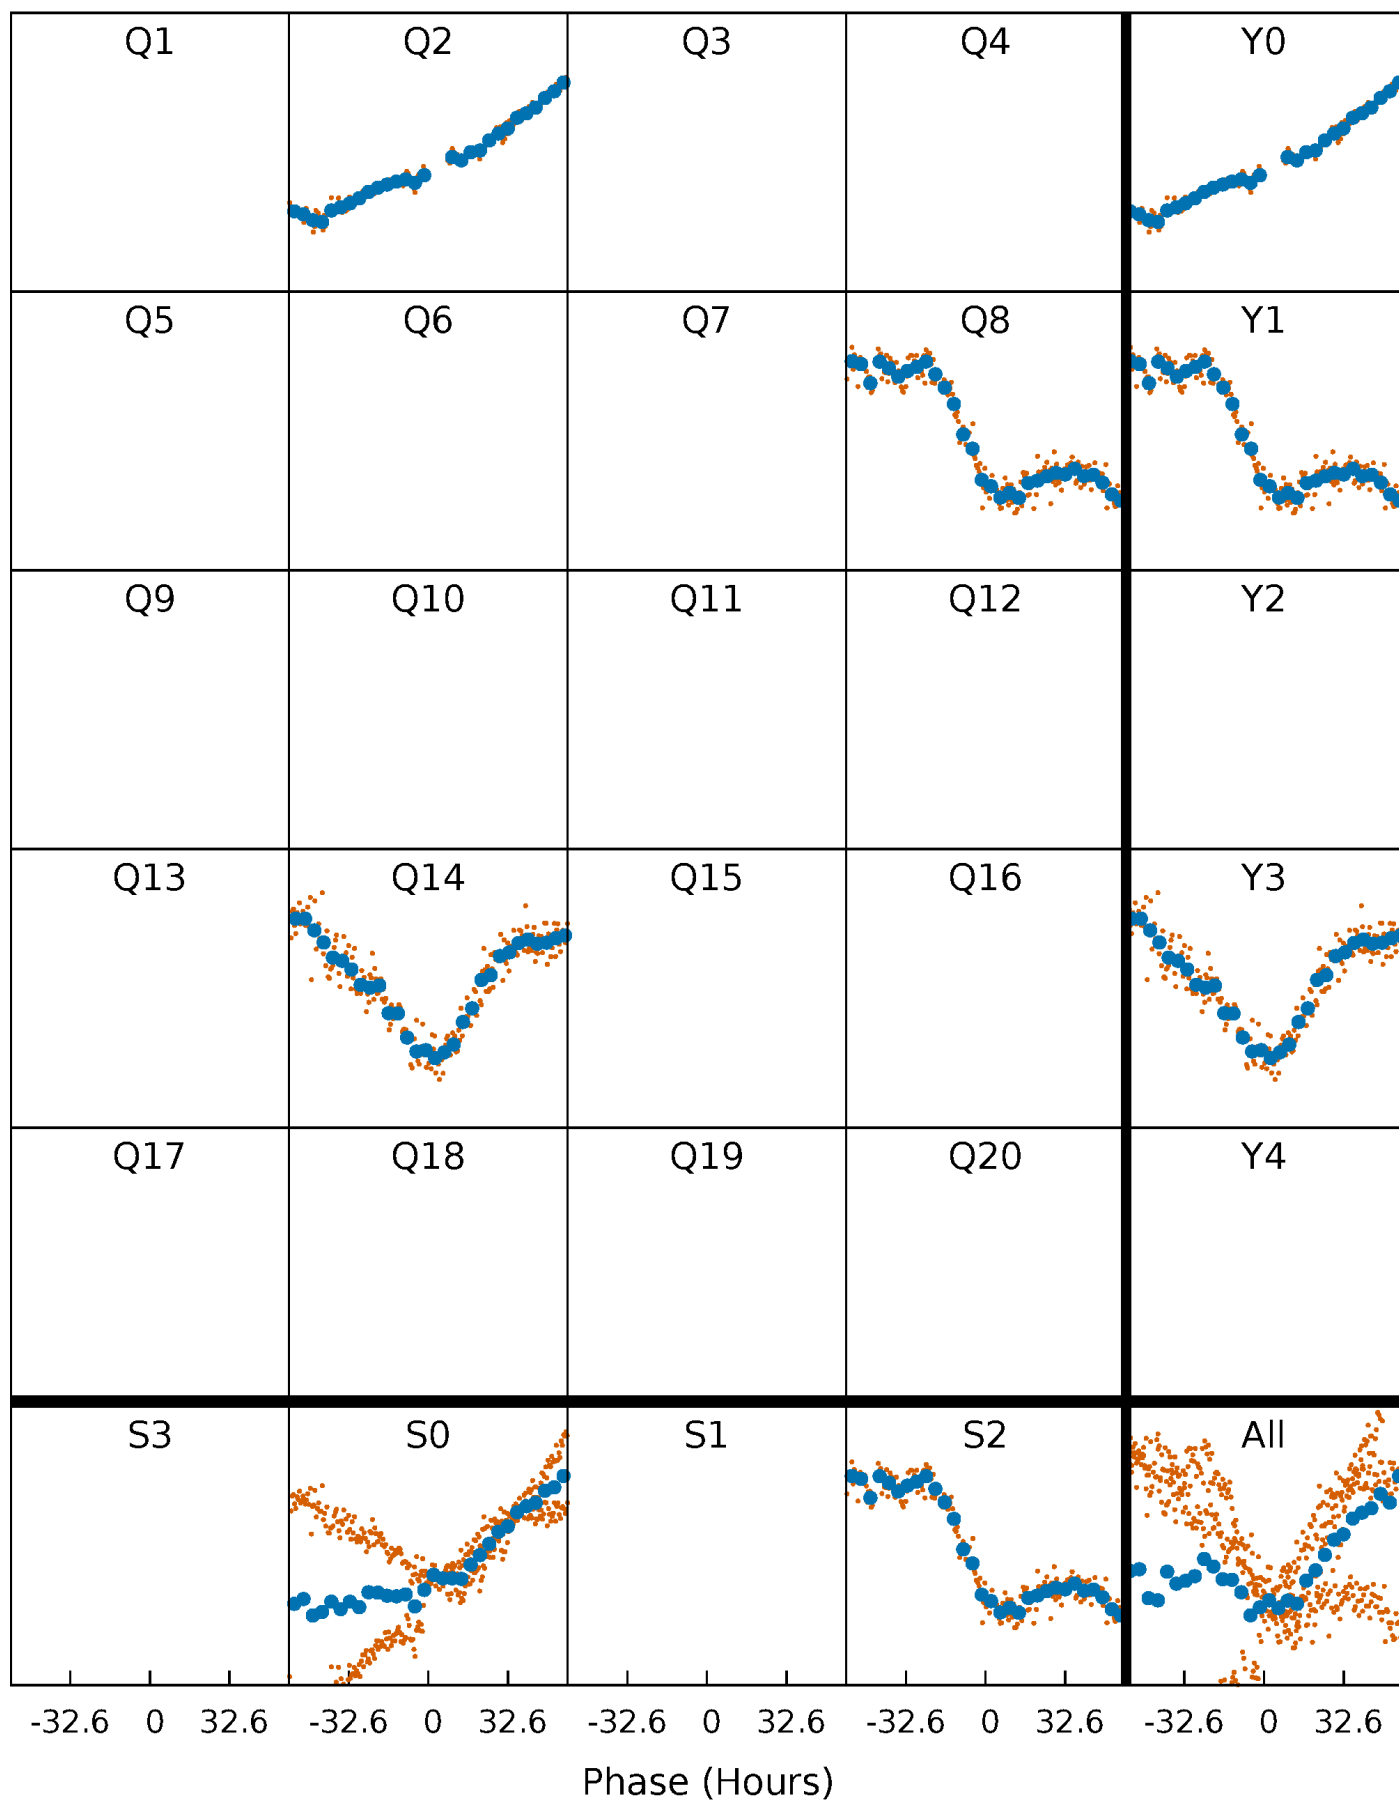 Q1 Q2 Q3 Q4 Y0
Q5 Q6 Q7 Q8 Y1
Q9 Q10 Q11 Q12 Y2
Q13 Q14 Q15 Q16 Y3
Q17 Q18 Q19 Q20 Y4
S3 S0 S1 S2 All
-32.6 0 32.6 -32.6 0 32.6 -32.6 0 32.6 -32.6 0 32.6 -32.6 0 32.6
Phase (Hours)